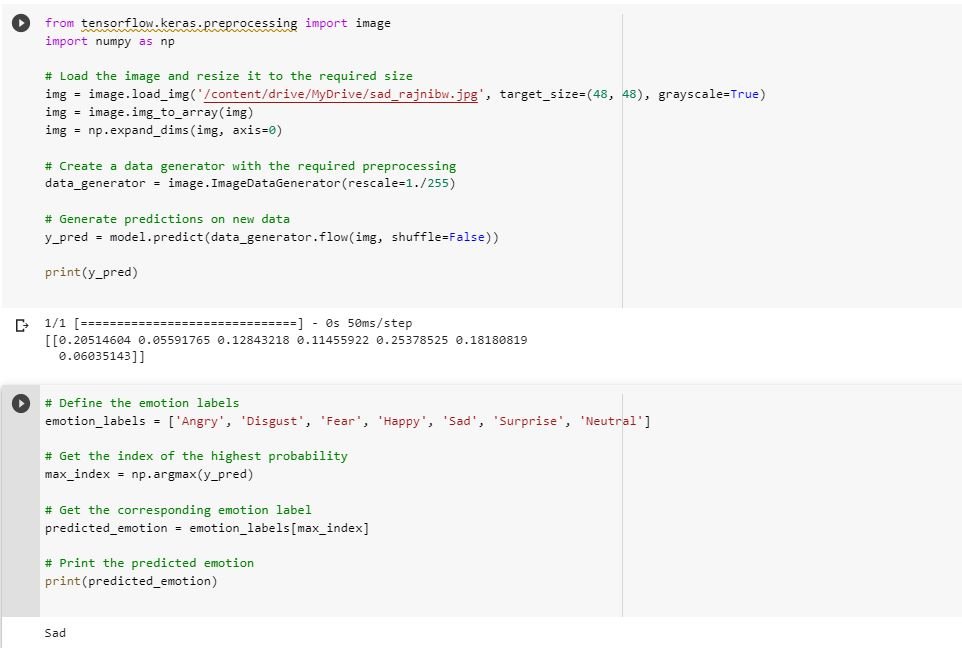 from tensorflow.keras.preprocessing import image
import numpy as np
# Load the image and resize it to the required size
img = image.load_img('/content/drive/MyDrive/sad_rajnibw.jpg', target_size=(48, 48), grayscale=True)
img = image.img_to_array(img)
img = np.expand_dims(img, axis=0)
# Create a data generator with the required preprocessing
data_generator = image.ImageDataGenerator(rescale=1./255)
# Generate predictions on new data
y_pred = model.predict(data_generator.flow(img, shuffle=False))
print(y_pred)
1/1 [==============================] - 0s 50ms/step
[[0.20514604 0.05591765 0.12843218 0.11455922 0.25378525 0.18180819
  0.06035143]]
# Define the emotion labels
emotion_labels = ['Angry', 'Disgust', 'Fear', 'Happy', 'Sad', 'Surprise', 'Neutral']
# Get the index of the highest probability
max_index = np.argmax(y_pred)
# Get the corresponding emotion label
predicted_emotion = emotion_labels[max_index]
# Print the predicted emotion
print(predicted_emotion)
Sad